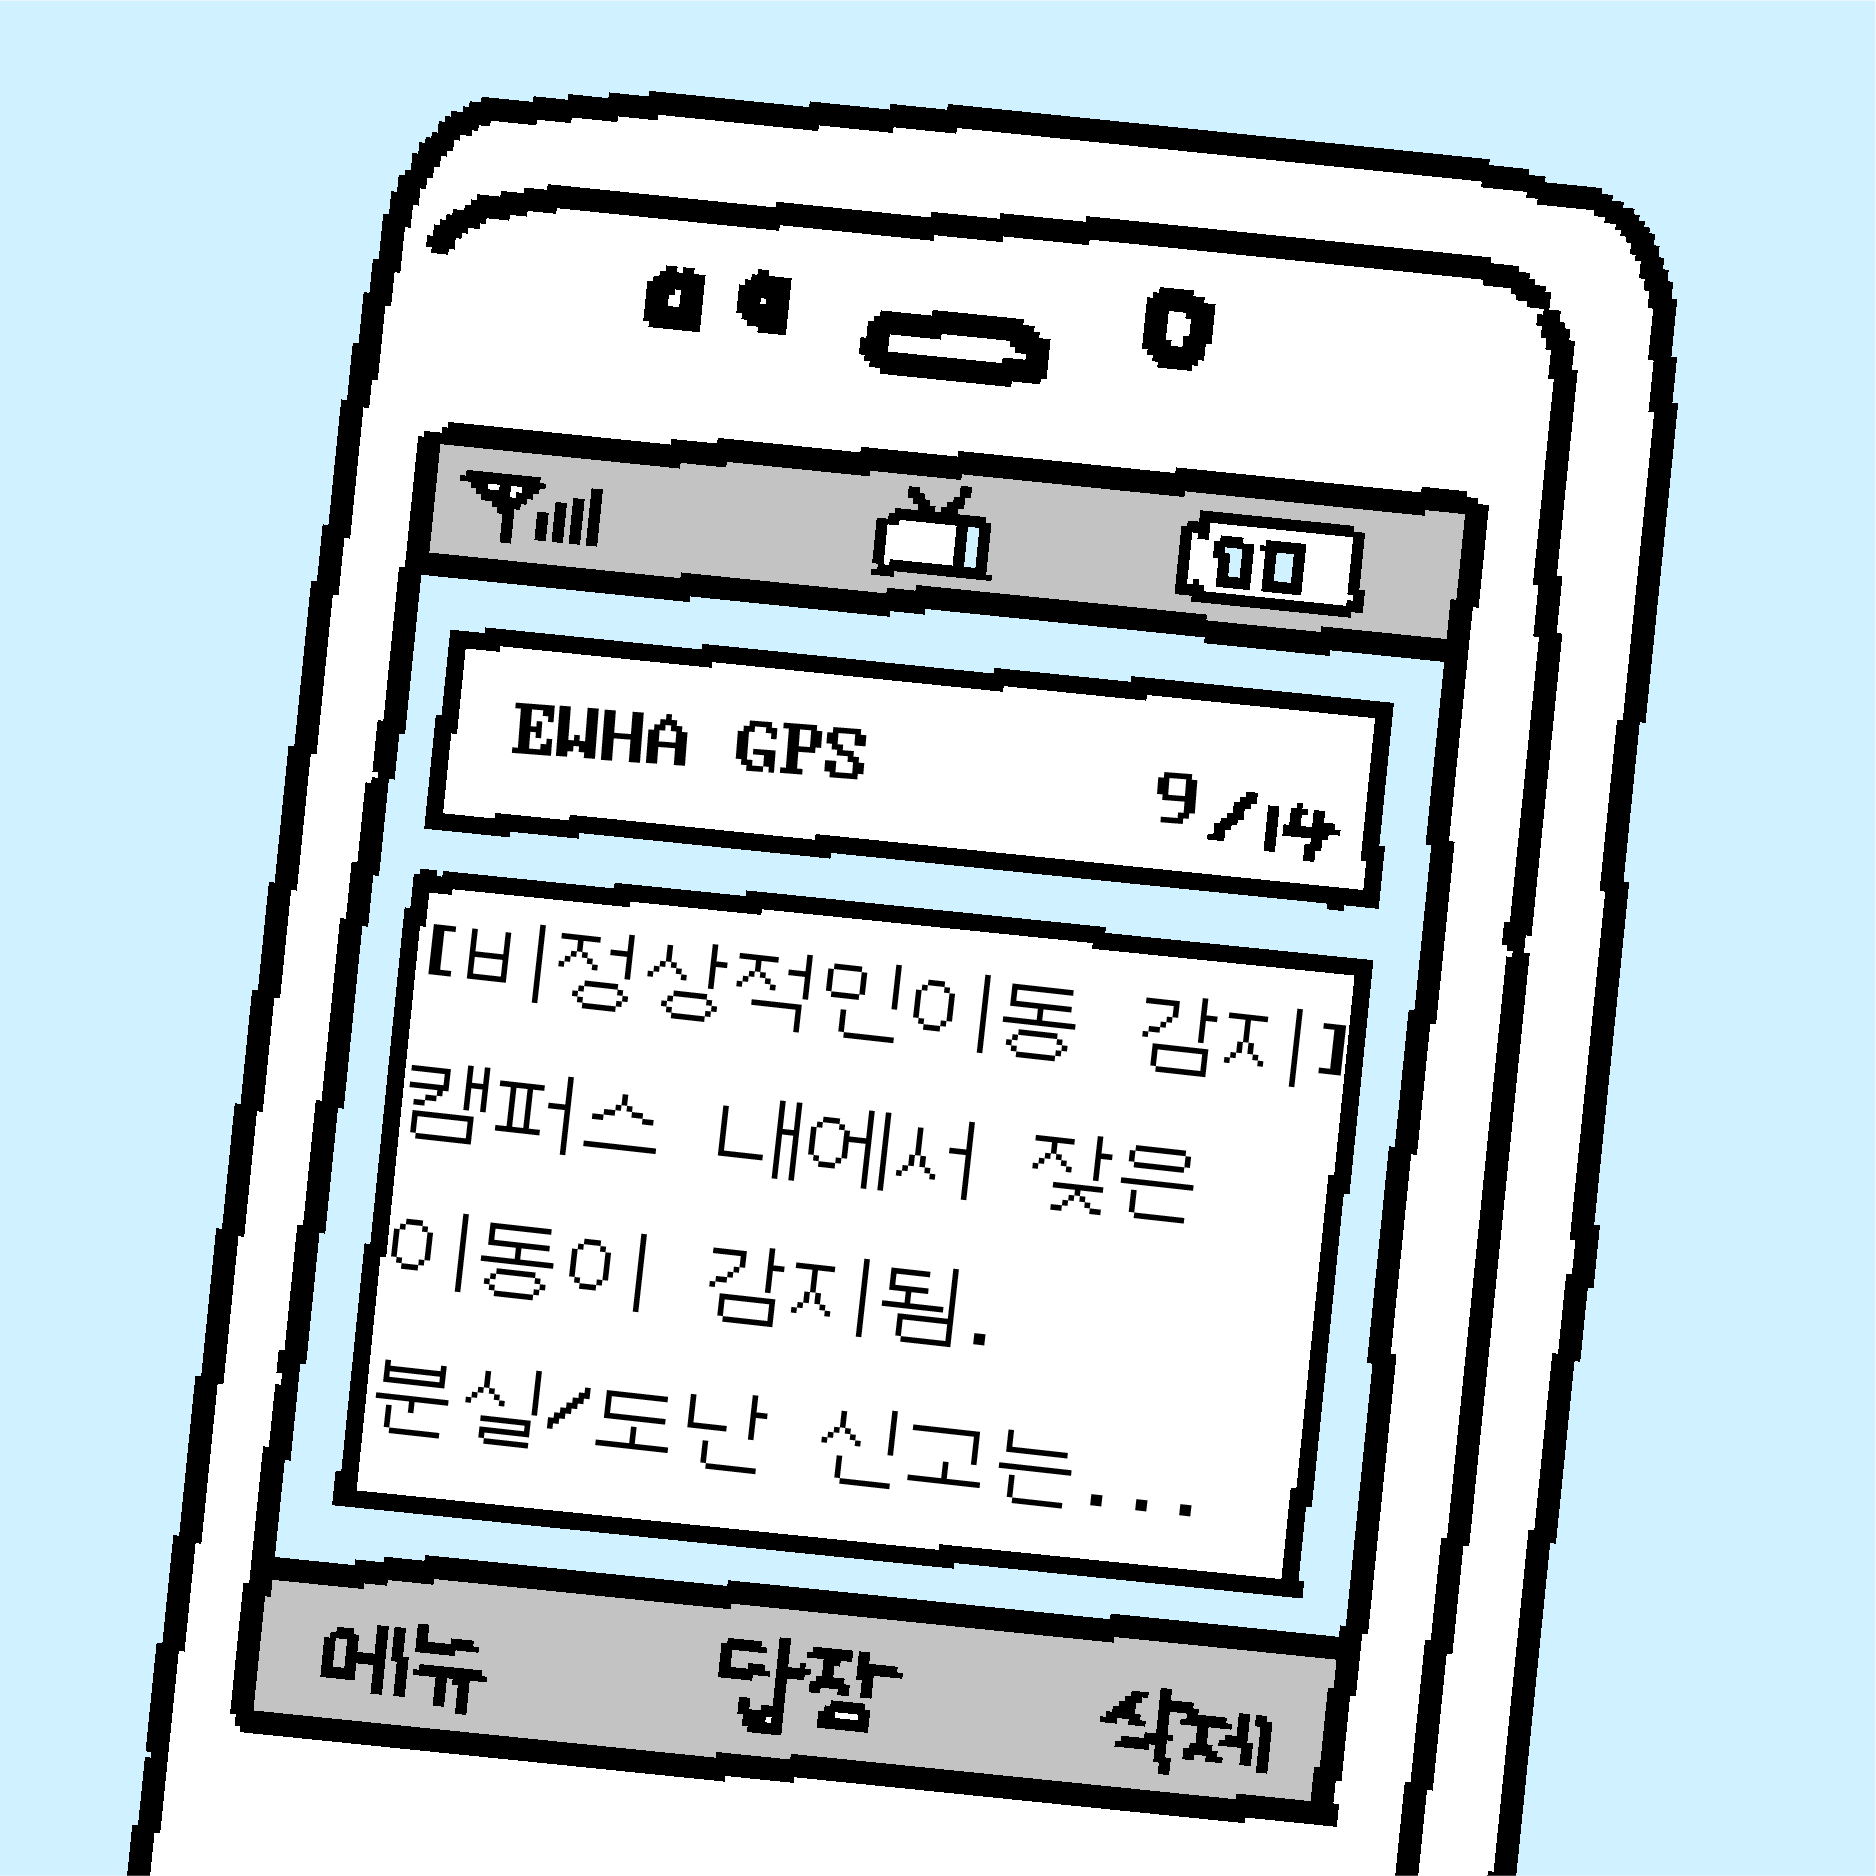 EWHA GPS
9/14
[비정상적인이동 감지]
캠퍼스 내에서 잦은
이동이 감지됨.
분실/도난 신고는...
메뉴 답장 삭제